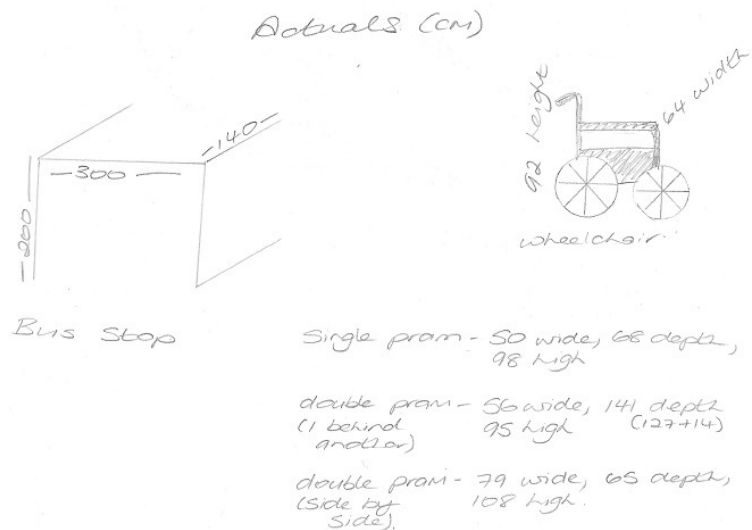 Actuals (cm)
140
300
200
92 height
64 width
wheelchair
Bus Stop
Single pram - 50 wide, 68 depth,
98 high
double pram - 56 wide, 141 depth
(1 behind 95 high (127+14)
another)
double pram - 79 wide, 65 depth,
(side by 108 high.
side).